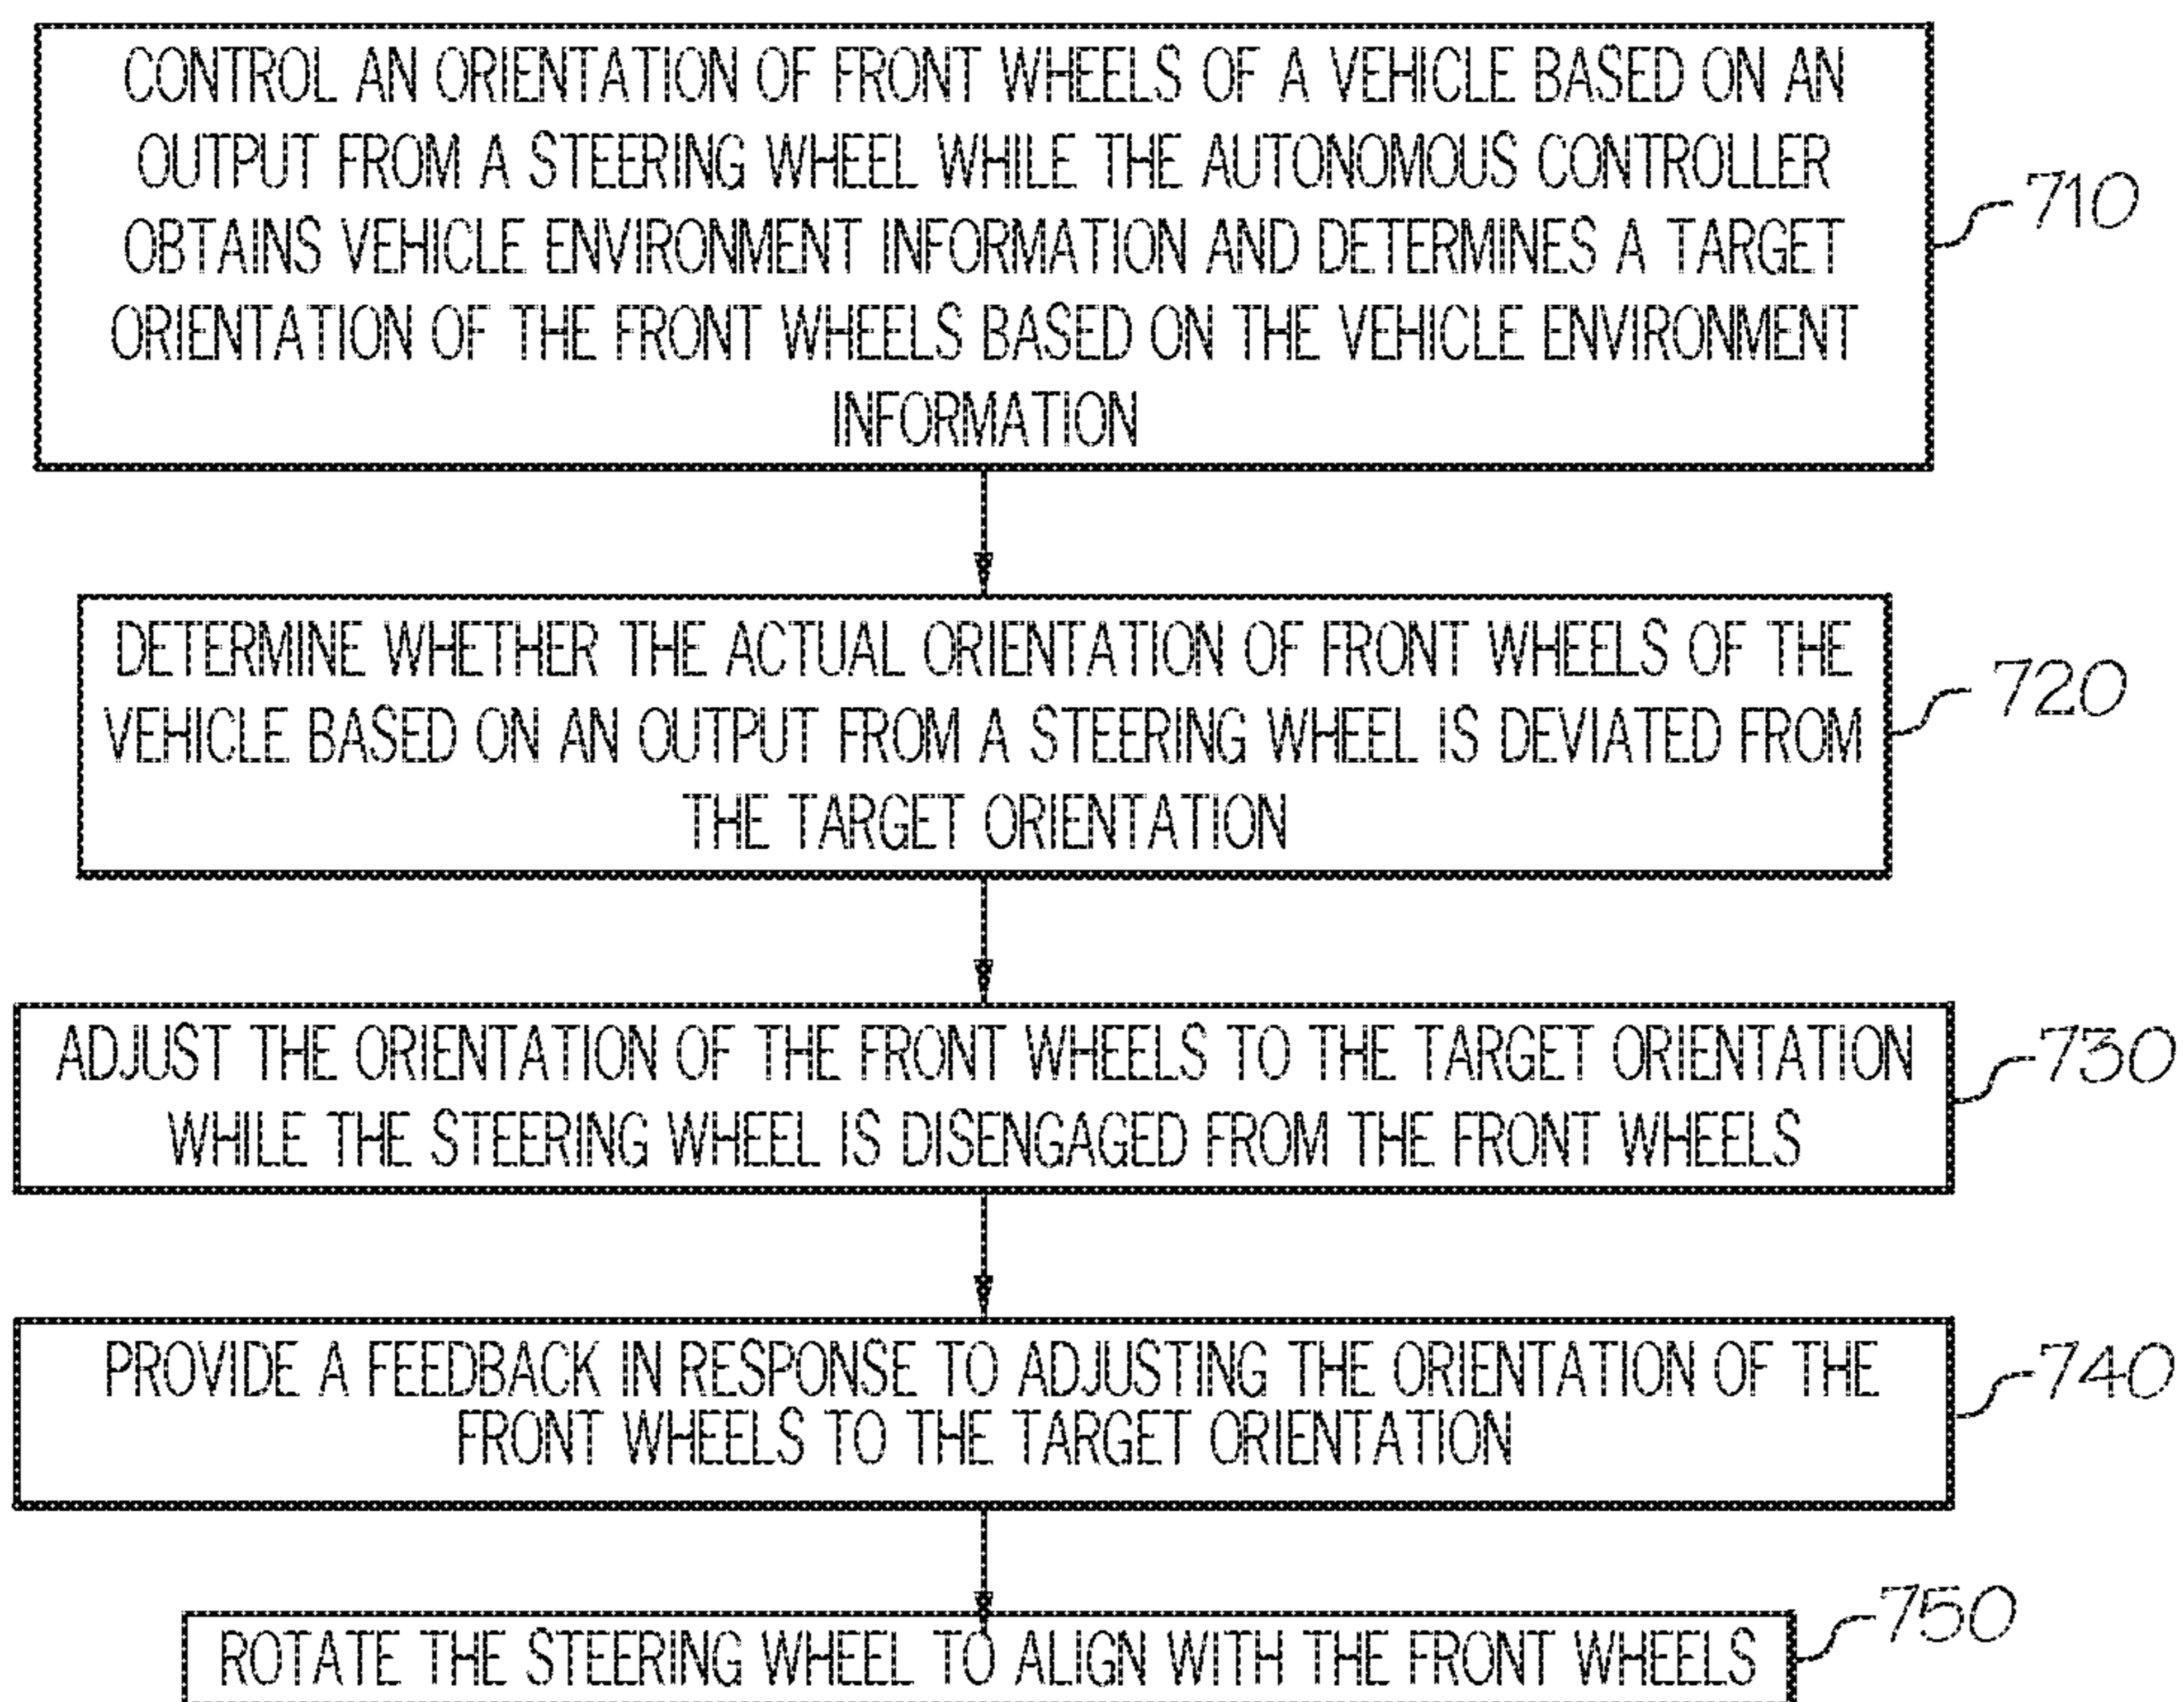 CONTROL AN ORIENTATION OF FRONT WHEELS OF A VEHICLE BASED ON AN
OUTPUT FROM A STEERING WHEEL WHILE THE AUTONOMOUS CONTROLLER
OBTAINS VEHICLE ENVIRONMENT INFORMATION AND DETERMINES A TARGET
ORIENTATION OF THE FRONT WHEELS BASED ON THE VEHICLE ENVIRONMENT
INFORMATION
710
DETERMINE WHETHER THE ACTUAL ORIENTATION OF FRONT WHEELS OF THE
VEHICLE BASED ON AN OUTPUT FROM A STEERING WHEEL IS DEVIATED FROM
THE TARGET ORIENTATION
720
ADJUST THE ORIENTATION OF THE FRONT WHEELS TO THE TARGET ORIENTATION
WHILE THE STEERING WHEEL IS DISENGAGED FROM THE FRONT WHEELS
730
PROVIDE A FEEDBACK IN RESPONSE TO ADJUSTING THE ORIENTATION OF THE
FRONT WHEELS TO THE TARGET ORIENTATION
740
ROTATE THE STEERING WHEEL TO ALIGN WITH THE FRONT WHEELS
750